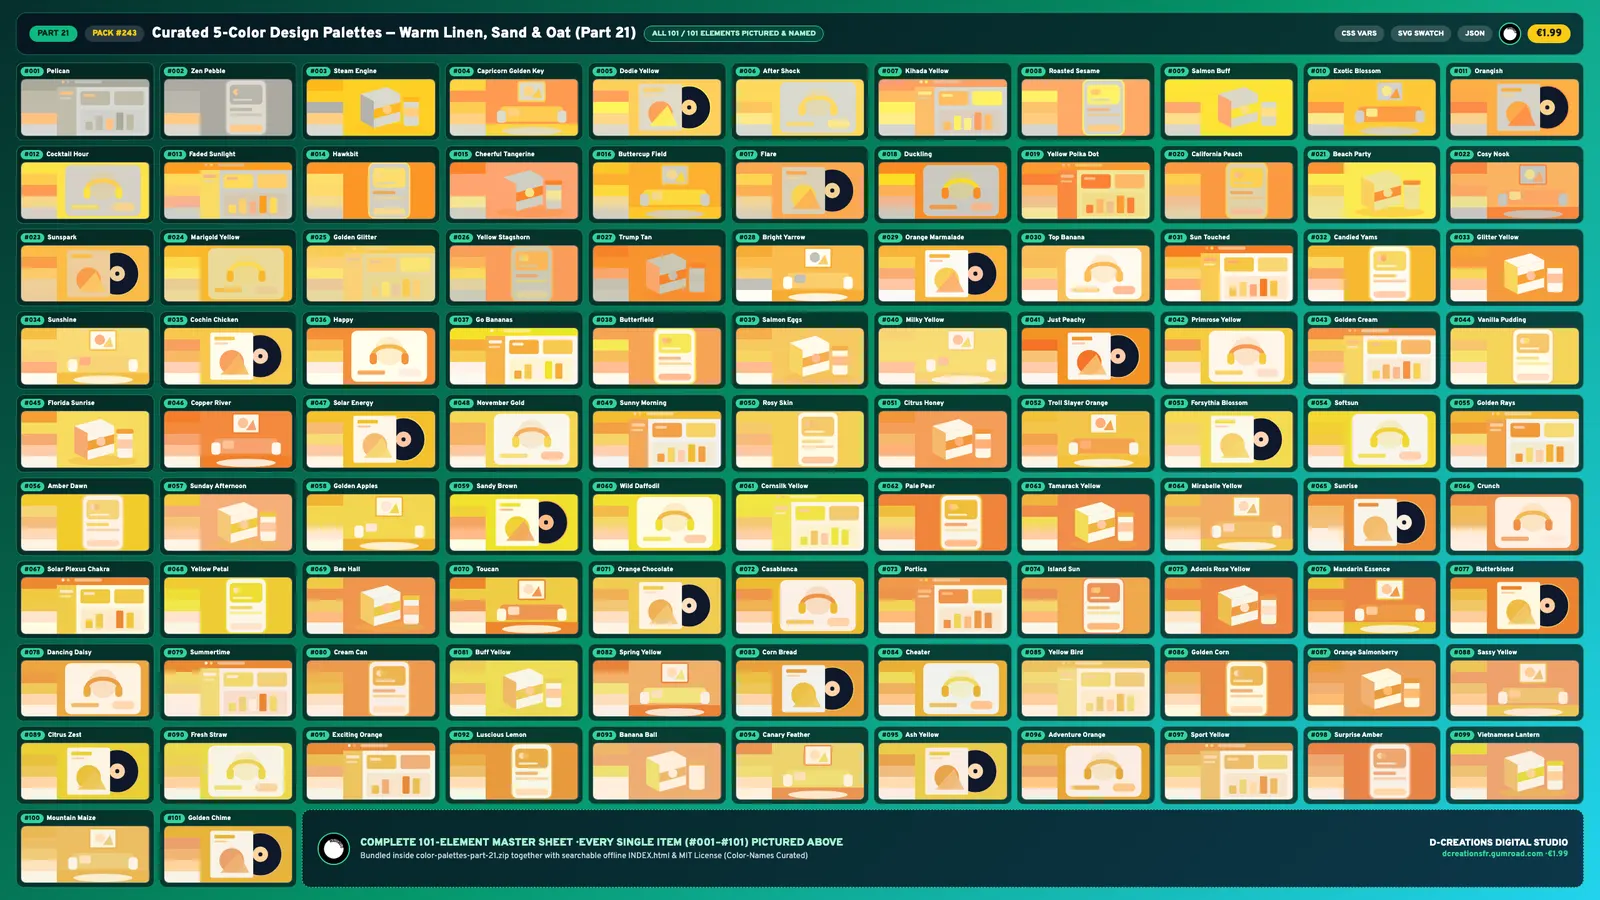 PART 21 PACK #243 Curated 5-Color Design Palettes – Warm Linen, Sand & Oat (Part 21) ALL 101 / 101 ELEMENTS PICTURED & NAMED CSS VARS SVG SWATCH JSON €1.99
#001 Pelican #002 Zen Pebble #003 Steam Engine #004 Capricorn Golden Key #005 Dodie Yellow #006 After Shock #007 Kihada Yellow #008 Roasted Sesame #009 Salmon Buff #010 Exotic Blossom #011 Orangish
#012 Cocktail Hour #013 Faded Sunlight #014 Hawkbit #015 Cheerful Tangerine #016 Buttercup Field #017 Flare #018 Duckling #019 Yellow Polka Dot #020 California Peach #021 Beach Party #022 Cosy Nook
#023 Sunspark #024 Marigold Yellow #025 Golden Glitter #026 Yellow Stagshorn #027 Trump Tan #028 Bright Yarrow #029 Orange Marmalade #030 Top Banana #031 Sun Touched #032 Candied Yams #033 Glitter Yellow
#034 Sunshine #035 Cochin Chicken #036 Happy #037 Go Bananas #038 Butterfield #039 Salmon Eggs #040 Milky Yellow #041 Just Peachy #042 Primrose Yellow #043 Golden Cream #044 Vanilla Pudding
#045 Florida Sunrise #046 Copper River #047 Solar Energy #048 November Gold #049 Sunny Morning #050 Rosy Skin #051 Citrus Honey #052 Troll Slayer Orange #053 Forsythia Blossom #054 Softsun #055 Golden Rays
#056 Amber Dawn #057 Sunday Afternoon #058 Golden Apples #059 Sandy Brown #060 Wild Daffodil #061 Cornsilk Yellow #062 Pale Pear #063 Tamarack Yellow #064 Mirabelle Yellow #065 Sunrise #066 Crunch
#067 Solar Plexus Chakra #068 Yellow Petal #069 Bee Hall #070 Toucan #071 Orange Chocolate #072 Casablanca #073 Portica #074 Island Sun #075 Adonis Rose Yellow #076 Mandarin Essence #077 Butterblond
#078 Dancing Daisy #079 Summertime #080 Cream Can #081 Buff Yellow #082 Spring Yellow #083 Corn Bread #084 Cheater #085 Yellow Bird #086 Golden Corn #087 Orange Salmonberry #088 Sassy Yellow
#089 Citrus Zest #090 Fresh Straw #091 Exciting Orange #092 Luscious Lemon #093 Banana Ball #094 Canary Feather #095 Ash Yellow #096 Adventure Orange #097 Sport Yellow #098 Surprise Amber #099 Vietnamese Lantern
#100 Mountain Maize #101 Golden Chime
COMPLETE 101-ELEMENT MASTER SHEET · EVERY SINGLE ITEM (#001–#101) PICTURED ABOVE
Bundled inside color-palettes-part-21.zip together with searchable offline INDEX.html & MIT License (Color-Names Curated)
D-CREATIONS DIGITAL STUDIO
dcreationsfr.gumroad.com · €1.99